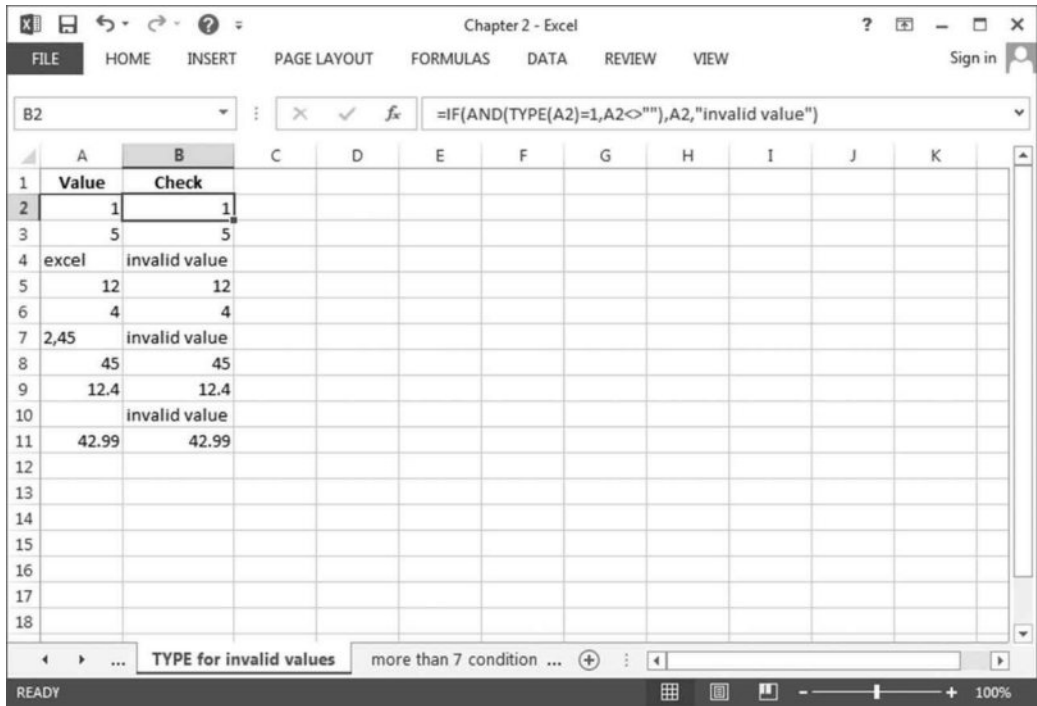 Chapter 2 - Excel
FILE HOME INSERT PAGE LAYOUT FORMULAS DATA REVIEW VIEW Sign in
B2 fx =IF(AND(TYPE(A2)=1,A2<>""),A2,"invalid value")
A B C D E F G H I J K
1 Value Check
2 1 1
3 5 5
4 excel invalid value
5 12 12
6 4 4
7 2,45 invalid value
8 45 45
9 12.4 12.4
10 invalid value
11 42.99 42.99
12
13
14
15
16
17
18
... TYPE for invalid values more than 7 condition ...
READY 100%